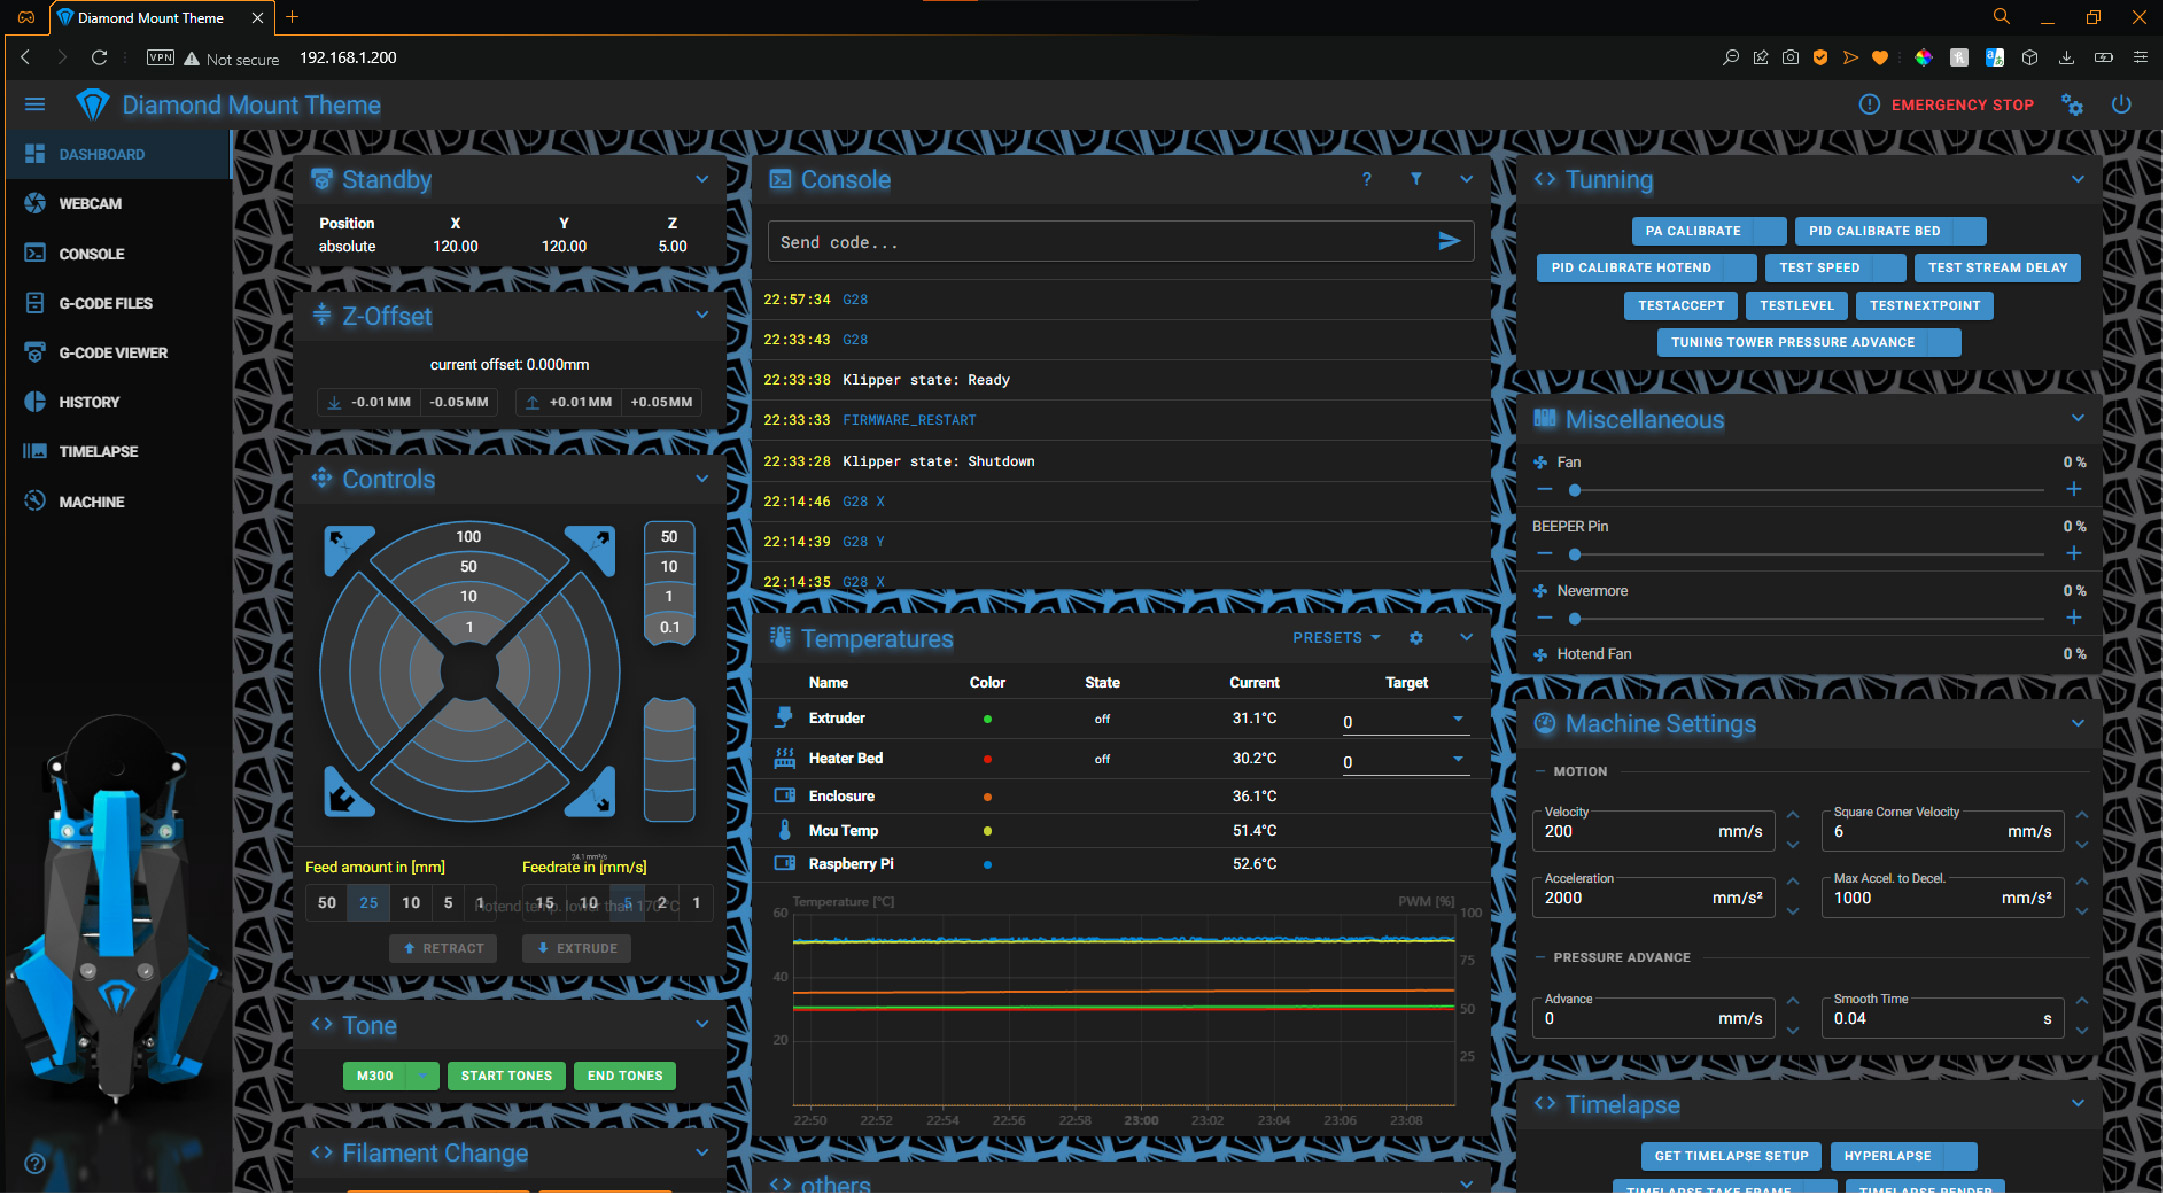 Diamond Mount Theme
VPN Not secure 192.168.1.200
Diamond Mount Theme
EMERGENCY STOP
DASHBOARD
WEBCAM
CONSOLE
G-CODE FILES
G-CODE VIEWER
HISTORY
TIMELAPSE
MACHINE
Standby
Position X Y Z
absolute 120.00 120.00 5.00
Z-Offset
current offset: 0.000mm
-0.01MM -0.05MM +0.01MM +0.05MM
Controls
100 50
50 10
10 1
1 0.1
24.1 mm³/s
Feed amount in [mm] Feedrate in [mm/s]
50 25 10 5 1 15 10 5 2 1
Hotend temp. lower than 170°C
RETRACT EXTRUDE
Tone
M300 START TONES END TONES
Filament Change
Console
Send code...
22:57:34 G28
22:33:43 G28
22:33:38 Klipper state: Ready
22:33:33 FIRMWARE_RESTART
22:33:28 Klipper state: Shutdown
22:14:46 G28 X
22:14:39 G28 Y
22:14:35 G28 X
Temperatures PRESETS
Name Color State Current Target
Extruder off 31.1°C 0
Heater Bed off 30.2°C 0
Enclosure 36.1°C
Mcu Temp 51.4°C
Raspberry Pi 52.6°C
Temperature [°C] PWM [%]
60 100
75
40
50
20
25
22:50 22:52 22:54 22:56 22:58 23:00 23:02 23:04 23:06 23:08
others
Tunning
PA CALIBRATE PID CALIBRATE BED
PID CALIBRATE HOTEND TEST SPEED TEST STREAM DELAY
TESTACCEPT TESTLEVEL TESTNEXTPOINT
TUNING TOWER PRESSURE ADVANCE
Miscellaneous
Fan 0 %
BEEPER Pin 0 %
Nevermore 0 %
Hotend Fan 0 %
Machine Settings
MOTION
Velocity Square Corner Velocity
200 mm/s 6 mm/s
Acceleration Max Accel. to Decel.
2000 mm/s² 1000 mm/s²
PRESSURE ADVANCE
Advance Smooth Time
0 mm/s 0.04 s
Timelapse
GET TIMELAPSE SETUP HYPERLAPSE
TIMELAPSE TAKE FRAME TIMELAPSE RENDER